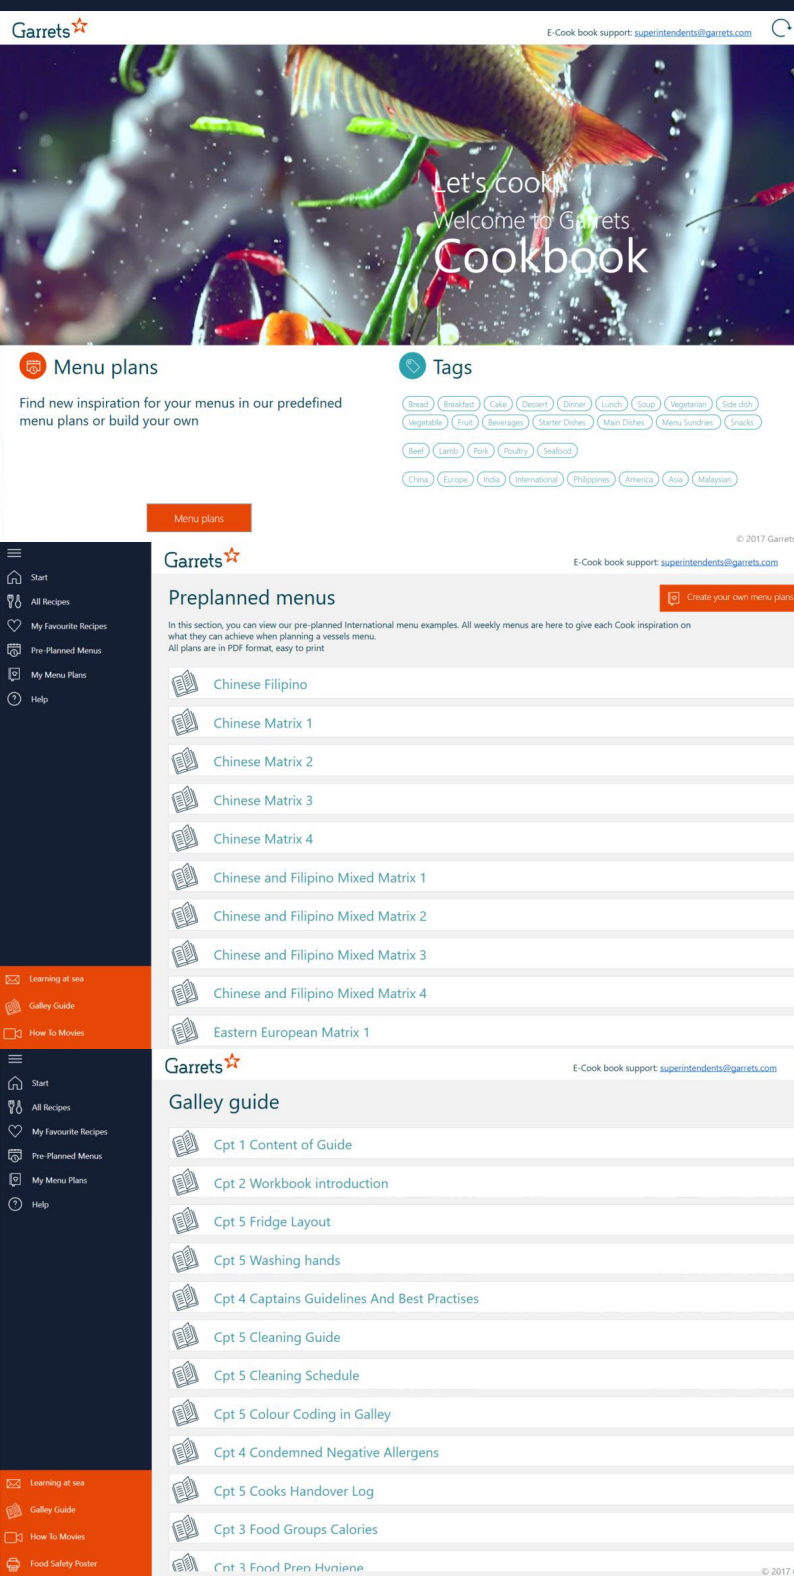 Garrets
E-Cook book support: superintendents@garrets.com
Let's cook!
Welcome to Garrets
Cookbook
Menu plans
Find new inspiration for your menus in our predefined
menu plans or build your own
Menu plans
Tags
Bread Breakfast Cake Dessert Dinner Lunch Soup Vegetarian Side dish
Vegetable Fruit Beverages Starter Dishes Main Dishes Menu Sundries Snacks
Beef Lamb Pork Poultry Seafood
China Europe India International Philippines America Asia Malaysian
© 2017 Garrets
Start
All Recipes
My Favourite Recipes
Pre-Planned Menus
My Menu Plans
Help
Learning at sea
Galley Guide
How To Movies
Garrets
E-Cook book support: superintendents@garrets.com
Preplanned menus
Create your own menu plans
In this section, you can view our pre-planned International menu examples. All weekly menus are here to give each Cook inspiration on
what they can achieve when planning a vessels menu.
All plans are in PDF format, easy to print
Chinese Filipino
Chinese Matrix 1
Chinese Matrix 2
Chinese Matrix 3
Chinese Matrix 4
Chinese and Filipino Mixed Matrix 1
Chinese and Filipino Mixed Matrix 2
Chinese and Filipino Mixed Matrix 3
Chinese and Filipino Mixed Matrix 4
Eastern European Matrix 1
Start
All Recipes
My Favourite Recipes
Pre-Planned Menus
My Menu Plans
Help
Learning at sea
Galley Guide
How To Movies
Food Safety Poster
Garrets
E-Cook book support: superintendents@garrets.com
Galley guide
Cpt 1 Content of Guide
Cpt 2 Workbook introduction
Cpt 5 Fridge Layout
Cpt 5 Washing hands
Cpt 4 Captains Guidelines And Best Practises
Cpt 5 Cleaning Guide
Cpt 5 Cleaning Schedule
Cpt 5 Colour Coding in Galley
Cpt 4 Condemned Negative Allergens
Cpt 5 Cooks Handover Log
Cpt 3 Food Groups Calories
Cpt 3 Food Prep Hygiene
© 2017